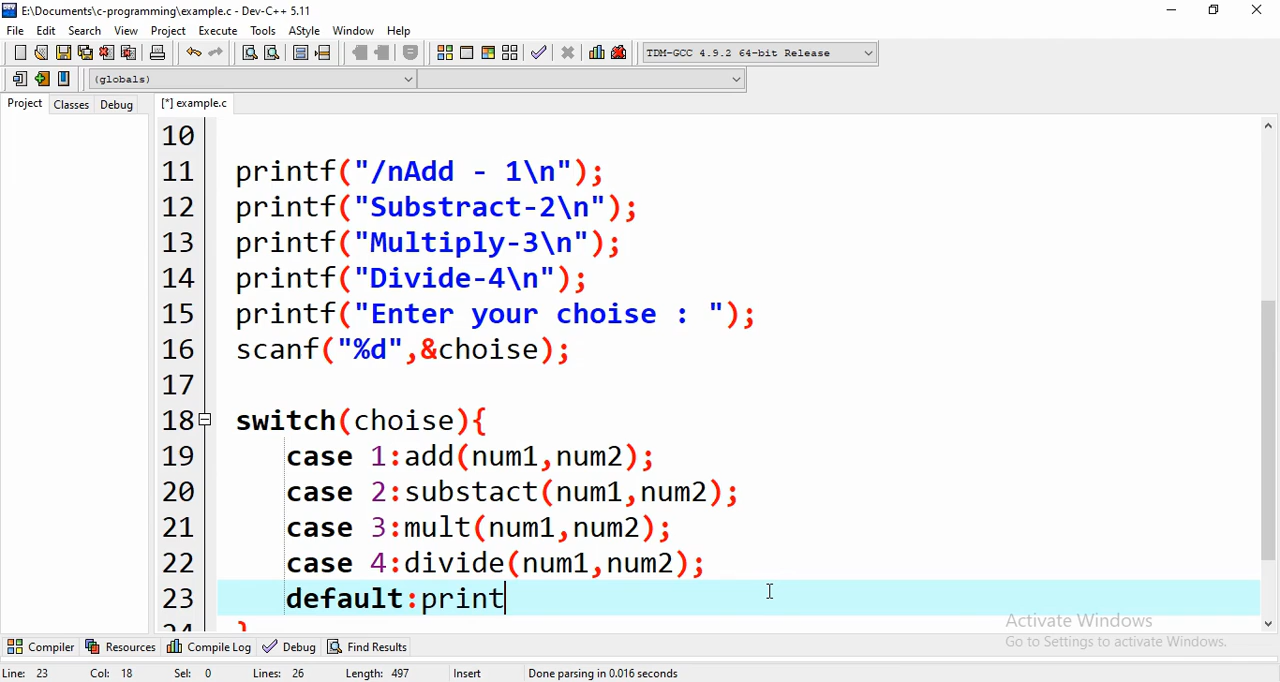 E:\Documents\c-programming\example.c - Dev-C++ 5.11
File Edit Search View Project Execute Tools AStyle Window Help
TDM-GCC 4.9.2 64-bit Release
(globals)
Project Classes Debug [*] example.c
10
11 printf("/nAdd - 1\n");
12 printf("Substract-2\n");
13 printf("Multiply-3\n");
14 printf("Divide-4\n");
15 printf("Enter your choise : ");
16 scanf("%d",&choise);
17
18 switch(choise){
19 case 1:add(num1,num2);
20 case 2:substact(num1,num2);
21 case 3:mult(num1,num2);
22 case 4:divide(num1,num2);
23 default:print
24 }
Activate Windows
Go to Settings to activate Windows.
Compiler Resources Compile Log Debug Find Results
Line: 23 Col: 18 Sel: 0 Lines: 26 Length: 497 Insert Done parsing in 0.016 seconds